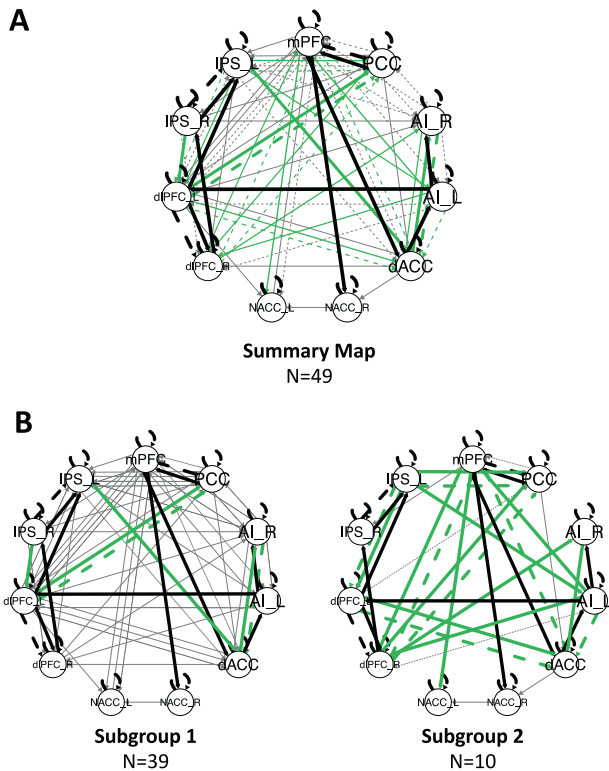 A
mPFC
IPS_L
PCC
IPS_R
AI_R
dlPFC_L
AI_L
dlPFC_R
dACC
NACC_L
NACC_R
Summary Map
N=49
B
mPFC
IPS_L
PCC
IPS_R
AI_R
dlPFC_L
AI_L
dlPFC_R
dACC
NACC_L
NACC_R
Subgroup 1
N=39
mPFC
IPS_L
PCC
IPS_R
AI_R
dlPFC_L
AI_L
dlPFC_R
dACC
NACC_L
NACC_R
Subgroup 2
N=10